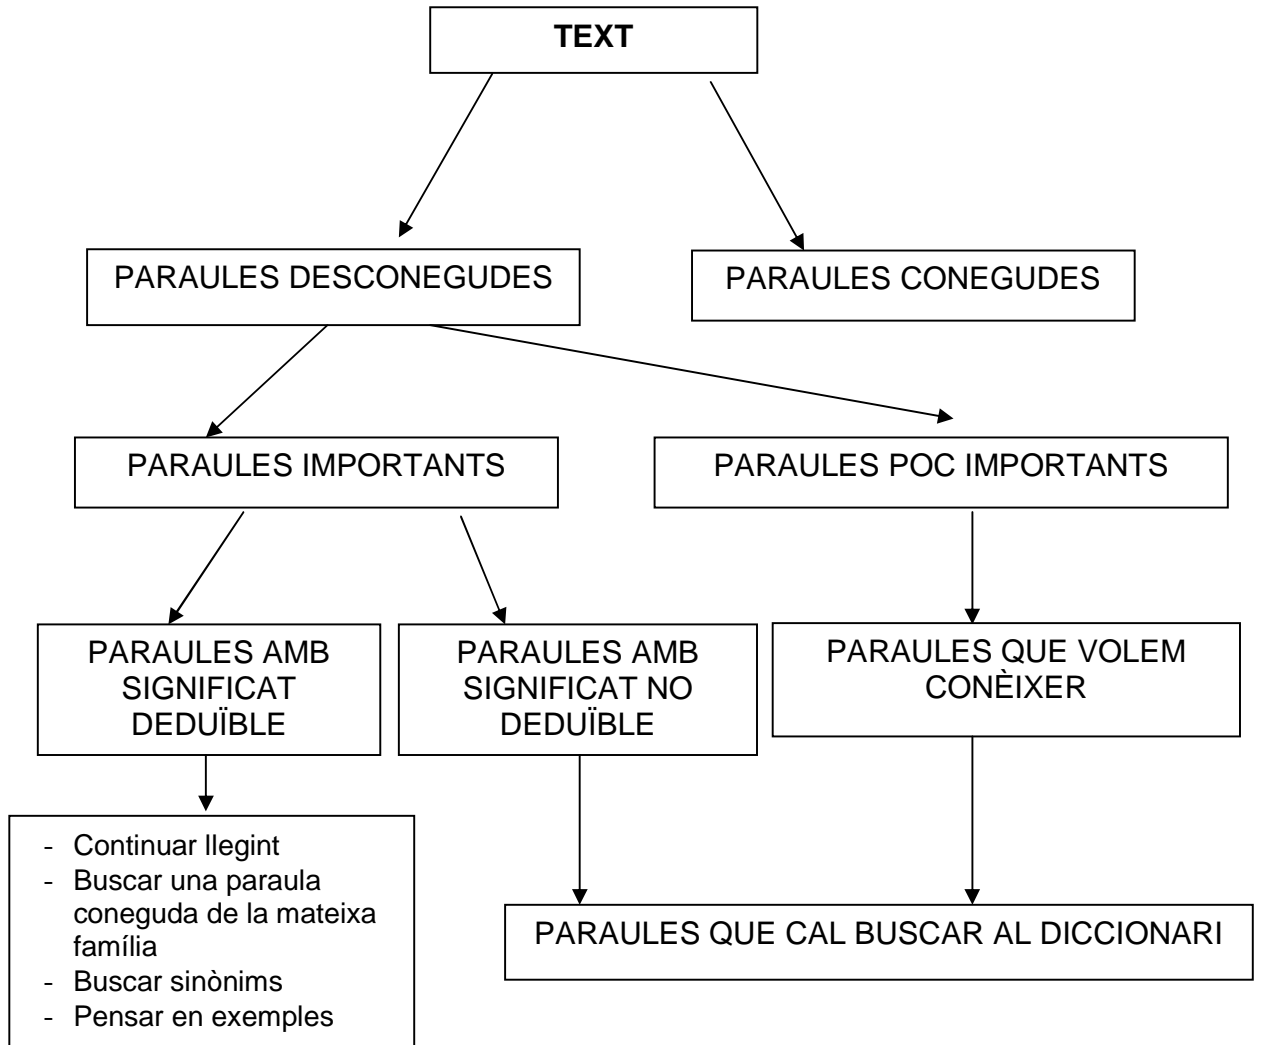 TEXT
PARAULES DESCONEGUDES
PARAULES CONEGUDES
PARAULES IMPORTANTS
PARAULES POC IMPORTANTS
PARAULES AMB
SIGNIFICAT
DEDUÏBLE
PARAULES AMB
SIGNIFICAT NO
DEDUÏBLE
PARAULES QUE VOLEM
CONÈIXER
- Continuar llegint
- Buscar una paraula
coneguda de la mateixa
família
- Buscar sinònims
- Pensar en exemples
PARAULES QUE CAL BUSCAR AL DICCIONARI